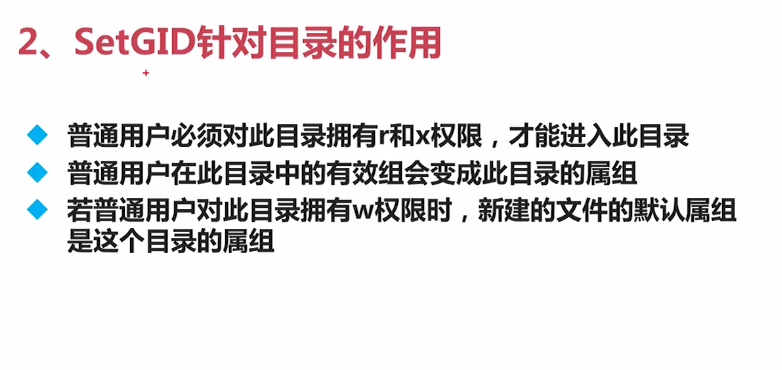 2、SetGID针对目录的作用
普通用户必须对此目录拥有r和x权限，才能进入此目录
普通用户在此目录中的有效组会变成此目录的属组
若普通用户对此目录拥有w权限时，新建的文件的默认属组
是这个目录的属组